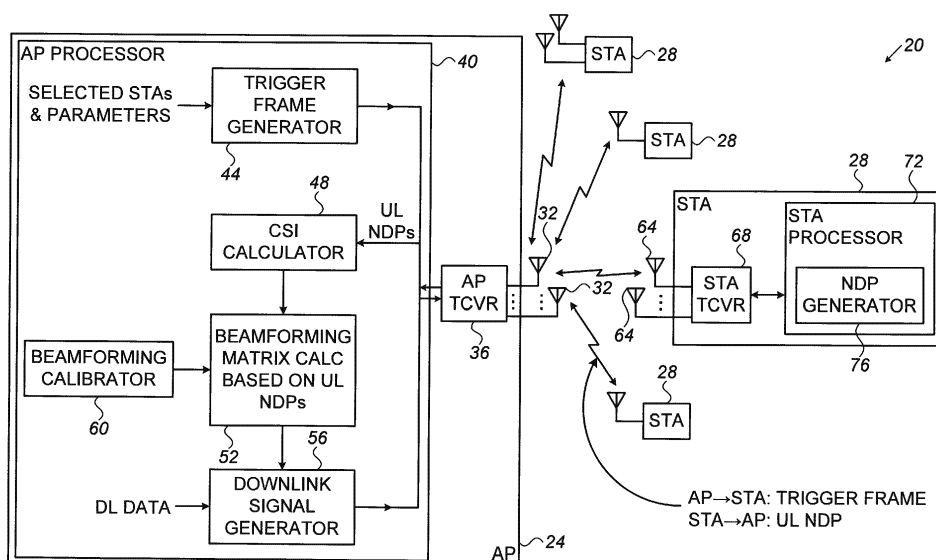 AP PROCESSOR
40
SELECTED STAs
& PARAMETERS
TRIGGER
FRAME
GENERATOR
44
48
CSI
CALCULATOR
UL
NDPs
BEAMFORMING
CALIBRATOR
60
BEAMFORMING
MATRIX CALC
BASED ON UL
NDPs
52
56
DL DATA
DOWNLINK
SIGNAL
GENERATOR
AP
24
AP
TCVR
36
32
32
STA
28
STA
28
20
28
72
STA
STA
PROCESSOR
64
68
STA
TCVR
64
NDP
GENERATOR
76
28
STA
AP→STA: TRIGGER FRAME
STA→AP: UL NDP